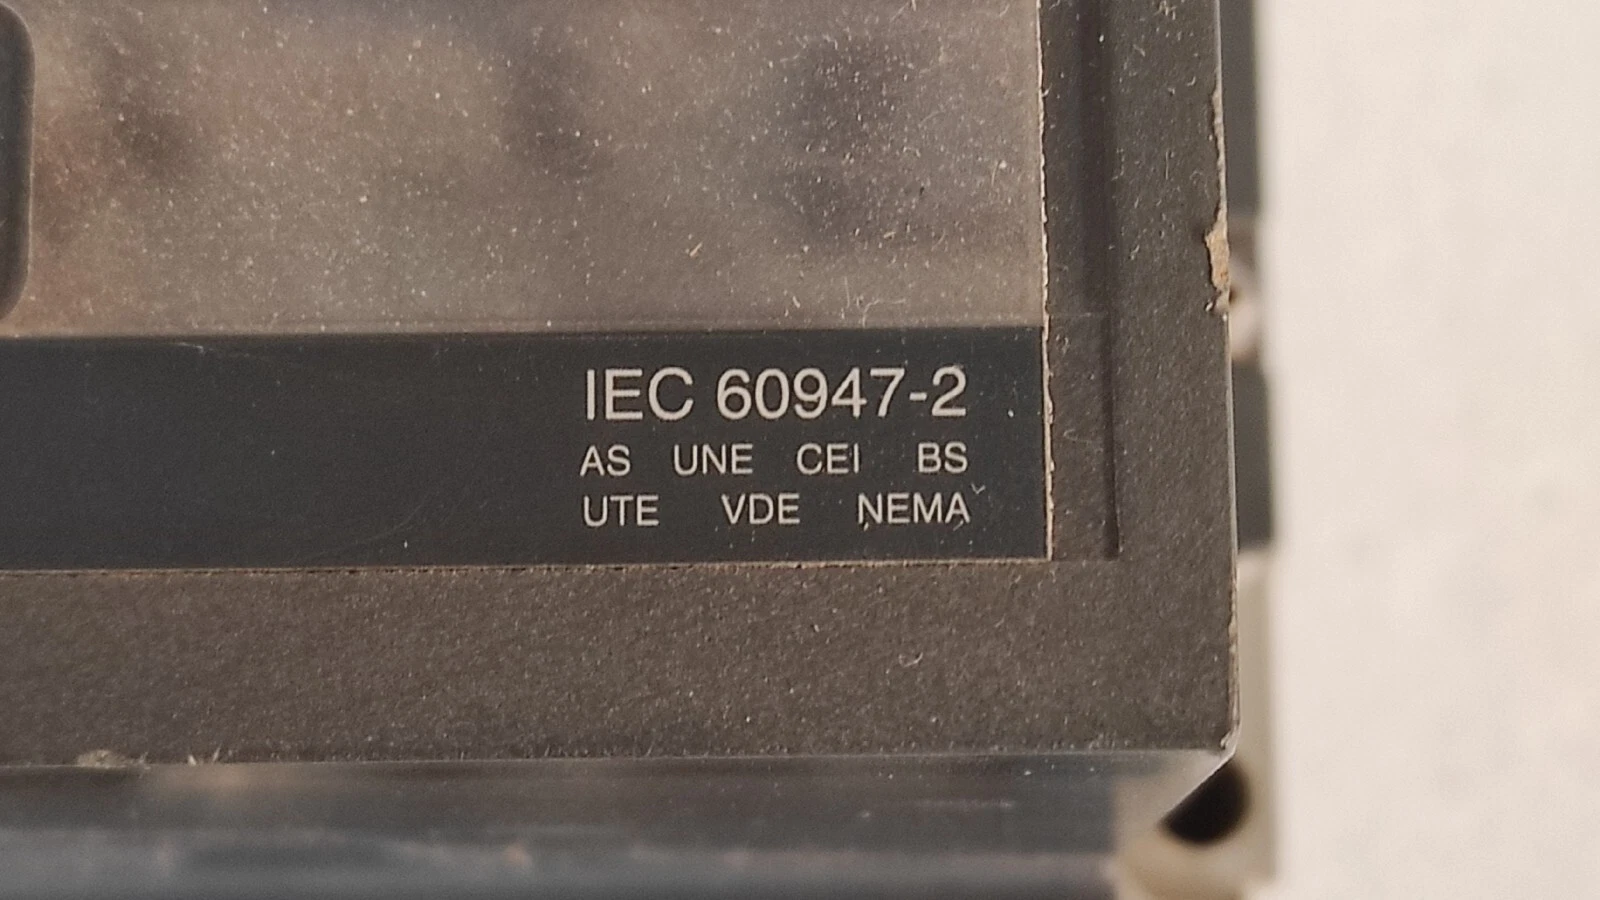 IEC 60947-2
AS UNE CEI BS
UTE VDE NEMA